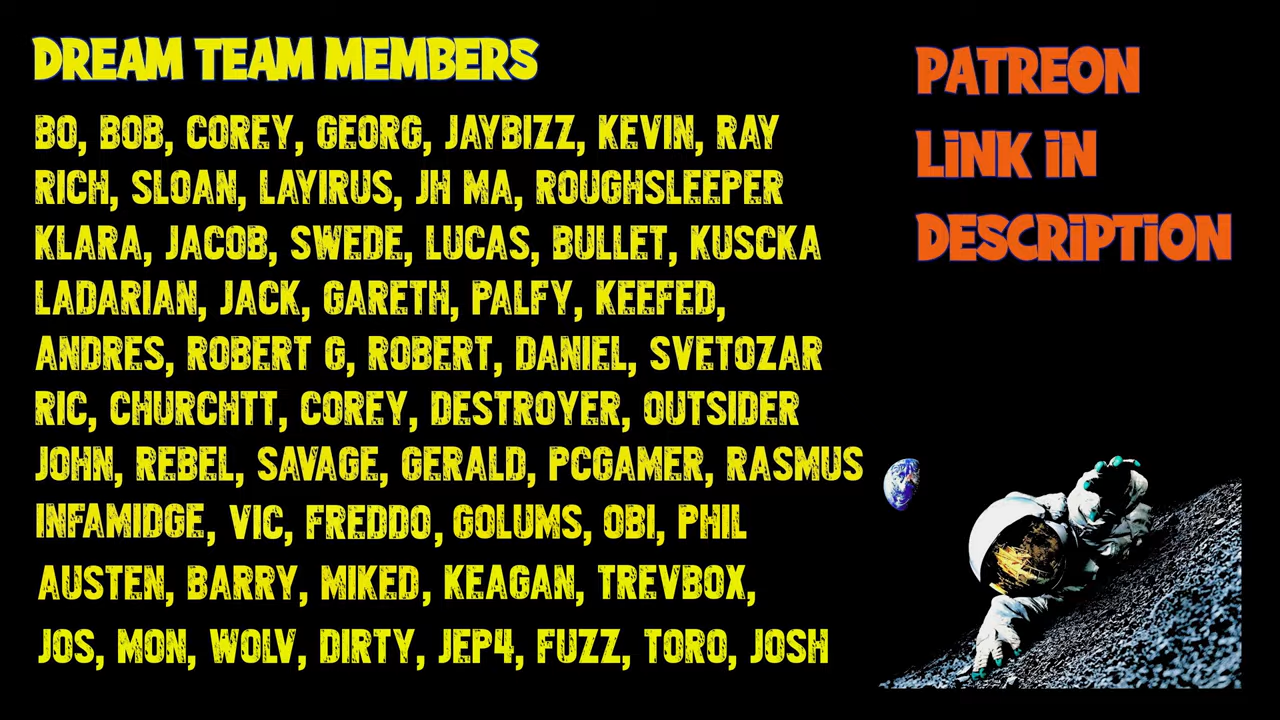 DREAM TEAM MEMBERS
BO, BOB, COREY, GEORG, JAYBIZZ, KEVIN, RAY
RICH, SLOAN, LAYIRUS, JH MA, ROUGHSLEEPER
KLARA, JACOB, SWEDE, LUCAS, BULLET, KUSCKA
LADARIAN, JACK, GARETH, PALFY, KEEFED,
ANDRES, ROBERT G, ROBERT, DANIEL, SVETOZAR
RIC, CHURCHTT, COREY, DESTROYER, OUTSIDER
JOHN, REBEL, SAVAGE, GERALD, PCGAMER, RASMUS
INFAMIDGE, VIC, FREDDO, GOLUMS, OBI, PHIL
AUSTEN, BARRY, MIKED, KEAGAN, TREVBOX,
JOS, MON, WOLV, DIRTY, JEP4, FUZZ, TORO, JOSH
PATREON
LiNK iN
DESCRiPTiON